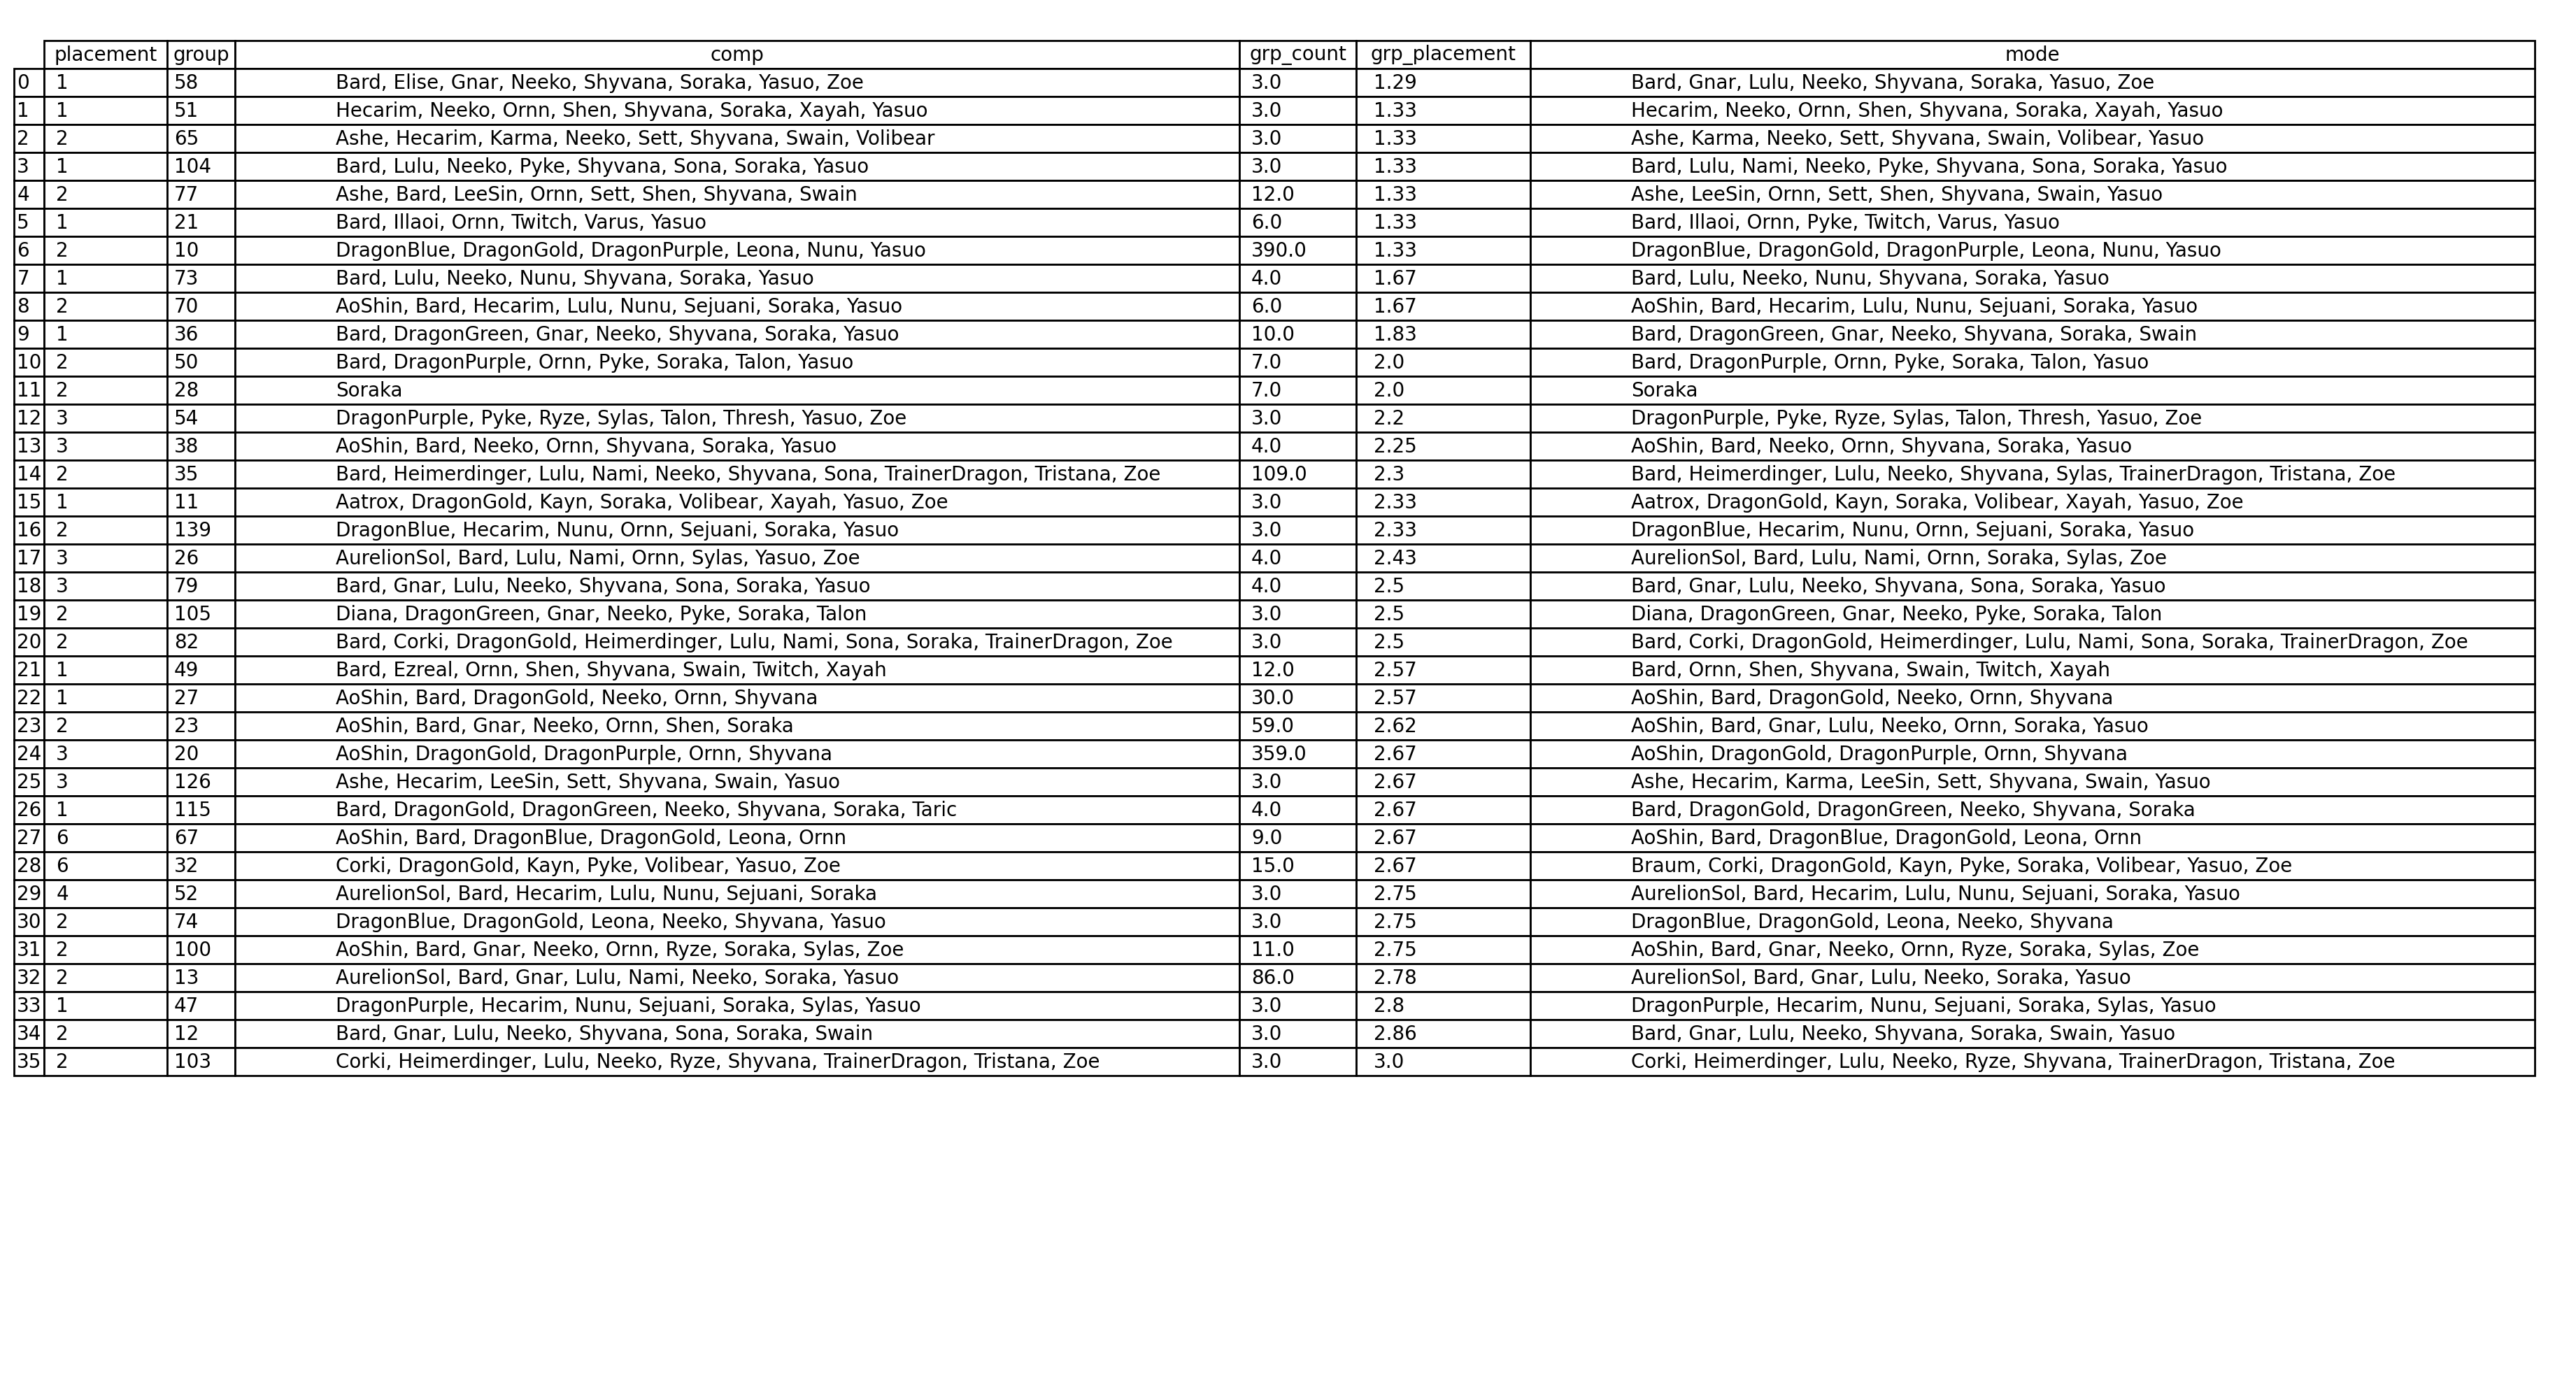 placement group comp grp_count grp_placement mode
0 1 58 Bard, Elise, Gnar, Neeko, Shyvana, Soraka, Yasuo, Zoe 3.0 1.29 Bard, Gnar, Lulu, Neeko, Shyvana, Soraka, Yasuo, Zoe
1 1 51 Hecarim, Neeko, Ornn, Shen, Shyvana, Soraka, Xayah, Yasuo 3.0 1.33 Hecarim, Neeko, Ornn, Shen, Shyvana, Soraka, Xayah, Yasuo
2 2 65 Ashe, Hecarim, Karma, Neeko, Sett, Shyvana, Swain, Volibear 3.0 1.33 Ashe, Karma, Neeko, Sett, Shyvana, Swain, Volibear, Yasuo
3 1 104 Bard, Lulu, Neeko, Pyke, Shyvana, Sona, Soraka, Yasuo 3.0 1.33 Bard, Lulu, Nami, Neeko, Pyke, Shyvana, Sona, Soraka, Yasuo
4 2 77 Ashe, Bard, LeeSin, Ornn, Sett, Shen, Shyvana, Swain 12.0 1.33 Ashe, LeeSin, Ornn, Sett, Shen, Shyvana, Swain, Yasuo
5 1 21 Bard, Illaoi, Ornn, Twitch, Varus, Yasuo 6.0 1.33 Bard, Illaoi, Ornn, Pyke, Twitch, Varus, Yasuo
6 2 10 DragonBlue, DragonGold, DragonPurple, Leona, Nunu, Yasuo 390.0 1.33 DragonBlue, DragonGold, DragonPurple, Leona, Nunu, Yasuo
7 1 73 Bard, Lulu, Neeko, Nunu, Shyvana, Soraka, Yasuo 4.0 1.67 Bard, Lulu, Neeko, Nunu, Shyvana, Soraka, Yasuo
8 2 70 AoShin, Bard, Hecarim, Lulu, Nunu, Sejuani, Soraka, Yasuo 6.0 1.67 AoShin, Bard, Hecarim, Lulu, Nunu, Sejuani, Soraka, Yasuo
9 1 36 Bard, DragonGreen, Gnar, Neeko, Shyvana, Soraka, Yasuo 10.0 1.83 Bard, DragonGreen, Gnar, Neeko, Shyvana, Soraka, Swain
10 2 50 Bard, DragonPurple, Ornn, Pyke, Soraka, Talon, Yasuo 7.0 2.0 Bard, DragonPurple, Ornn, Pyke, Soraka, Talon, Yasuo
11 2 28 Soraka 7.0 2.0 Soraka
12 3 54 DragonPurple, Pyke, Ryze, Sylas, Talon, Thresh, Yasuo, Zoe 3.0 2.2 DragonPurple, Pyke, Ryze, Sylas, Talon, Thresh, Yasuo, Zoe
13 3 38 AoShin, Bard, Neeko, Ornn, Shyvana, Soraka, Yasuo 4.0 2.25 AoShin, Bard, Neeko, Ornn, Shyvana, Soraka, Yasuo
14 2 35 Bard, Heimerdinger, Lulu, Nami, Neeko, Shyvana, Sona, TrainerDragon, Tristana, Zoe 109.0 2.3 Bard, Heimerdinger, Lulu, Neeko, Shyvana, Sylas, TrainerDragon, Tristana, Zoe
15 1 11 Aatrox, DragonGold, Kayn, Soraka, Volibear, Xayah, Yasuo, Zoe 3.0 2.33 Aatrox, DragonGold, Kayn, Soraka, Volibear, Xayah, Yasuo, Zoe
16 2 139 DragonBlue, Hecarim, Nunu, Ornn, Sejuani, Soraka, Yasuo 3.0 2.33 DragonBlue, Hecarim, Nunu, Ornn, Sejuani, Soraka, Yasuo
17 3 26 AurelionSol, Bard, Lulu, Nami, Ornn, Sylas, Yasuo, Zoe 4.0 2.43 AurelionSol, Bard, Lulu, Nami, Ornn, Soraka, Sylas, Zoe
18 3 79 Bard, Gnar, Lulu, Neeko, Shyvana, Sona, Soraka, Yasuo 4.0 2.5 Bard, Gnar, Lulu, Neeko, Shyvana, Sona, Soraka, Yasuo
19 2 105 Diana, DragonGreen, Gnar, Neeko, Pyke, Soraka, Talon 3.0 2.5 Diana, DragonGreen, Gnar, Neeko, Pyke, Soraka, Talon
20 2 82 Bard, Corki, DragonGold, Heimerdinger, Lulu, Nami, Sona, Soraka, TrainerDragon, Zoe 3.0 2.5 Bard, Corki, DragonGold, Heimerdinger, Lulu, Nami, Sona, Soraka, TrainerDragon, Zoe
21 1 49 Bard, Ezreal, Ornn, Shen, Shyvana, Swain, Twitch, Xayah 12.0 2.57 Bard, Ornn, Shen, Shyvana, Swain, Twitch, Xayah
22 1 27 AoShin, Bard, DragonGold, Neeko, Ornn, Shyvana 30.0 2.57 AoShin, Bard, DragonGold, Neeko, Ornn, Shyvana
23 2 23 AoShin, Bard, Gnar, Neeko, Ornn, Shen, Soraka 59.0 2.62 AoShin, Bard, Gnar, Lulu, Neeko, Ornn, Soraka, Yasuo
24 3 20 AoShin, DragonGold, DragonPurple, Ornn, Shyvana 359.0 2.67 AoShin, DragonGold, DragonPurple, Ornn, Shyvana
25 3 126 Ashe, Hecarim, LeeSin, Sett, Shyvana, Swain, Yasuo 3.0 2.67 Ashe, Hecarim, Karma, LeeSin, Sett, Shyvana, Swain, Yasuo
26 1 115 Bard, DragonGold, DragonGreen, Neeko, Shyvana, Soraka, Taric 4.0 2.67 Bard, DragonGold, DragonGreen, Neeko, Shyvana, Soraka
27 6 67 AoShin, Bard, DragonBlue, DragonGold, Leona, Ornn 9.0 2.67 AoShin, Bard, DragonBlue, DragonGold, Leona, Ornn
28 6 32 Corki, DragonGold, Kayn, Pyke, Volibear, Yasuo, Zoe 15.0 2.67 Braum, Corki, DragonGold, Kayn, Pyke, Soraka, Volibear, Yasuo, Zoe
29 4 52 AurelionSol, Bard, Hecarim, Lulu, Nunu, Sejuani, Soraka 3.0 2.75 AurelionSol, Bard, Hecarim, Lulu, Nunu, Sejuani, Soraka, Yasuo
30 2 74 DragonBlue, DragonGold, Leona, Neeko, Shyvana, Yasuo 3.0 2.75 DragonBlue, DragonGold, Leona, Neeko, Shyvana
31 2 100 AoShin, Bard, Gnar, Neeko, Ornn, Ryze, Soraka, Sylas, Zoe 11.0 2.75 AoShin, Bard, Gnar, Neeko, Ornn, Ryze, Soraka, Sylas, Zoe
32 2 13 AurelionSol, Bard, Gnar, Lulu, Nami, Neeko, Soraka, Yasuo 86.0 2.78 AurelionSol, Bard, Gnar, Lulu, Neeko, Soraka, Yasuo
33 1 47 DragonPurple, Hecarim, Nunu, Sejuani, Soraka, Sylas, Yasuo 3.0 2.8 DragonPurple, Hecarim, Nunu, Sejuani, Soraka, Sylas, Yasuo
34 2 12 Bard, Gnar, Lulu, Neeko, Shyvana, Sona, Soraka, Swain 3.0 2.86 Bard, Gnar, Lulu, Neeko, Shyvana, Soraka, Swain, Yasuo
35 2 103 Corki, Heimerdinger, Lulu, Neeko, Ryze, Shyvana, TrainerDragon, Tristana, Zoe 3.0 3.0 Corki, Heimerdinger, Lulu, Neeko, Ryze, Shyvana, TrainerDragon, Tristana, Zoe